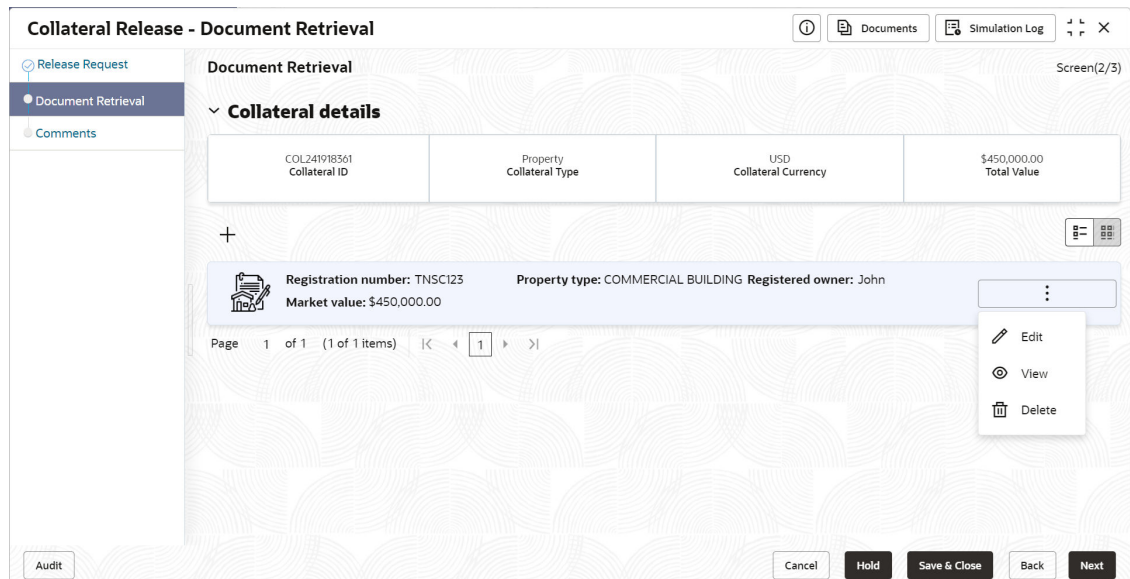 Collateral Release - Document Retrieval
Documents
Simulation Log
Release Request
Document Retrieval
Comments
Document Retrieval
Screen(2/3)
Collateral details
COL241918361
Collateral ID
Property
Collateral Type
USD
Collateral Currency
$450,000.00
Total Value
Registration number: TNSC123 Property type: COMMERCIAL BUILDING Registered owner: John
Market value: $450,000.00
Page 1 of 1 (1 of 1 items) 1
Edit
View
Delete
Audit
Cancel
Hold
Save & Close
Back
Next